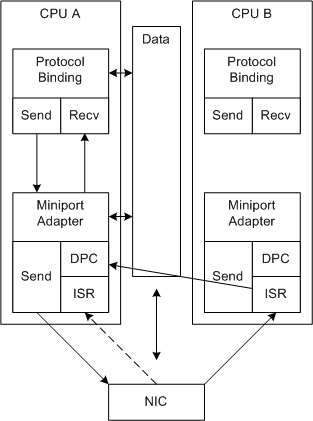 CPU A
Protocol
Binding
Send
Recv
Miniport
Adapter
Send
DPC
ISR
Data
CPU B
Protocol
Binding
Send
Recv
Miniport
Adapter
Send
DPC
ISR
NIC